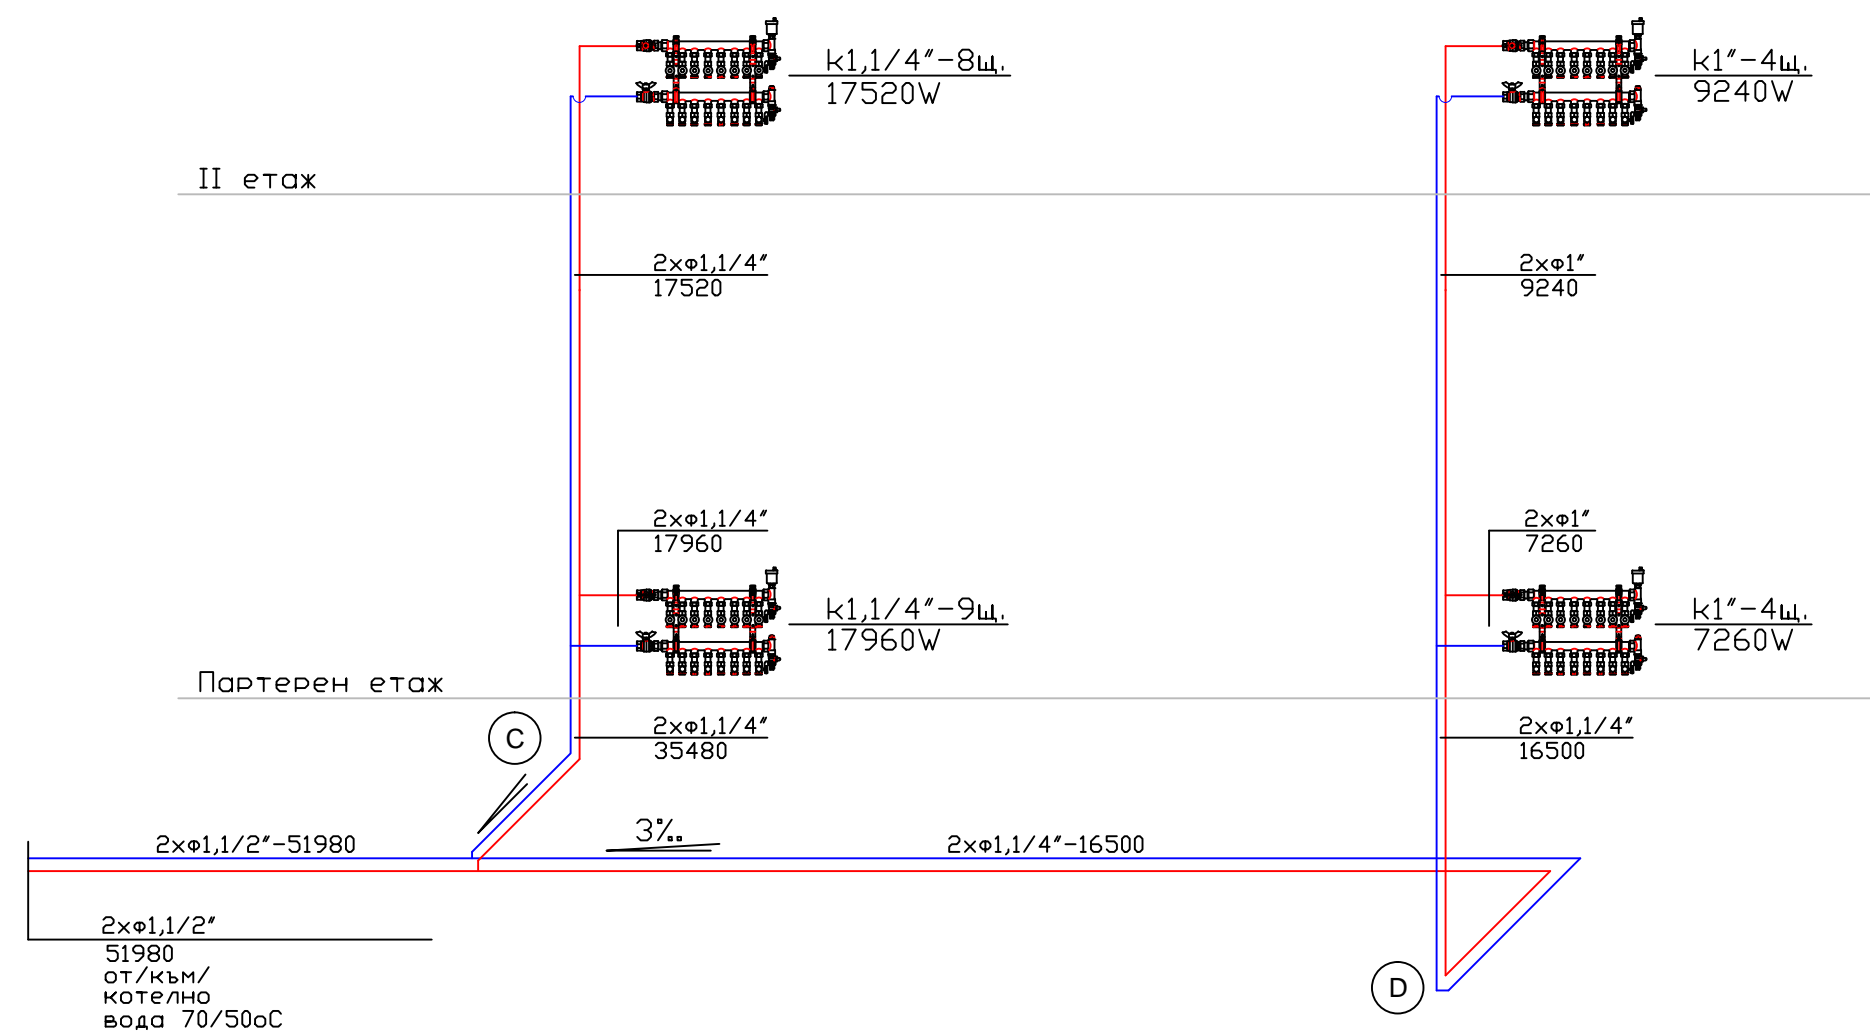 к1,1/4"-8щ.
17520W
к1"-4щ.
9240W
II етаж
2xф1,1/4"
17520
2xф1"
9240
2xф1,1/4"
17960
2xф1"
7260
к1,1/4"-9щ.
17960W
к1"-4щ.
7260W
Партерен етаж
C
2xф1,1/4"
35480
2xф1,1/4"
16500
2xф1,1/2"-51980
3‰
2xф1,1/4"-16500
2xф1,1/2"
51980
от/към/
котелно
вода 70/50oC
D